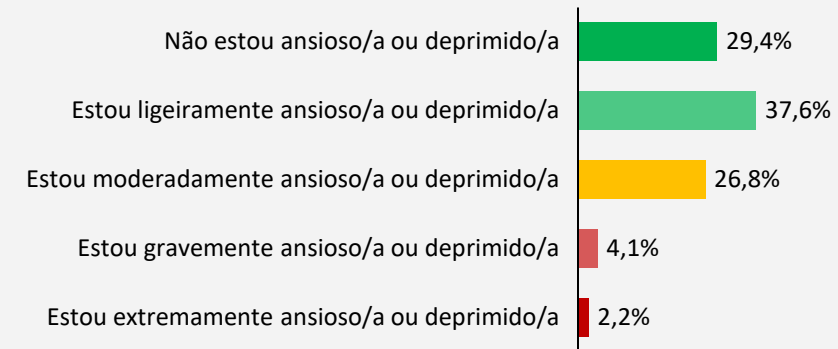 Não estou ansioso/a ou deprimido/a 29,4%
Estou ligeiramente ansioso/a ou deprimido/a 37,6%
Estou moderadamente ansioso/a ou deprimido/a 26,8%
Estou gravemente ansioso/a ou deprimido/a 4,1%
Estou extremamente ansioso/a ou deprimido/a 2,2%